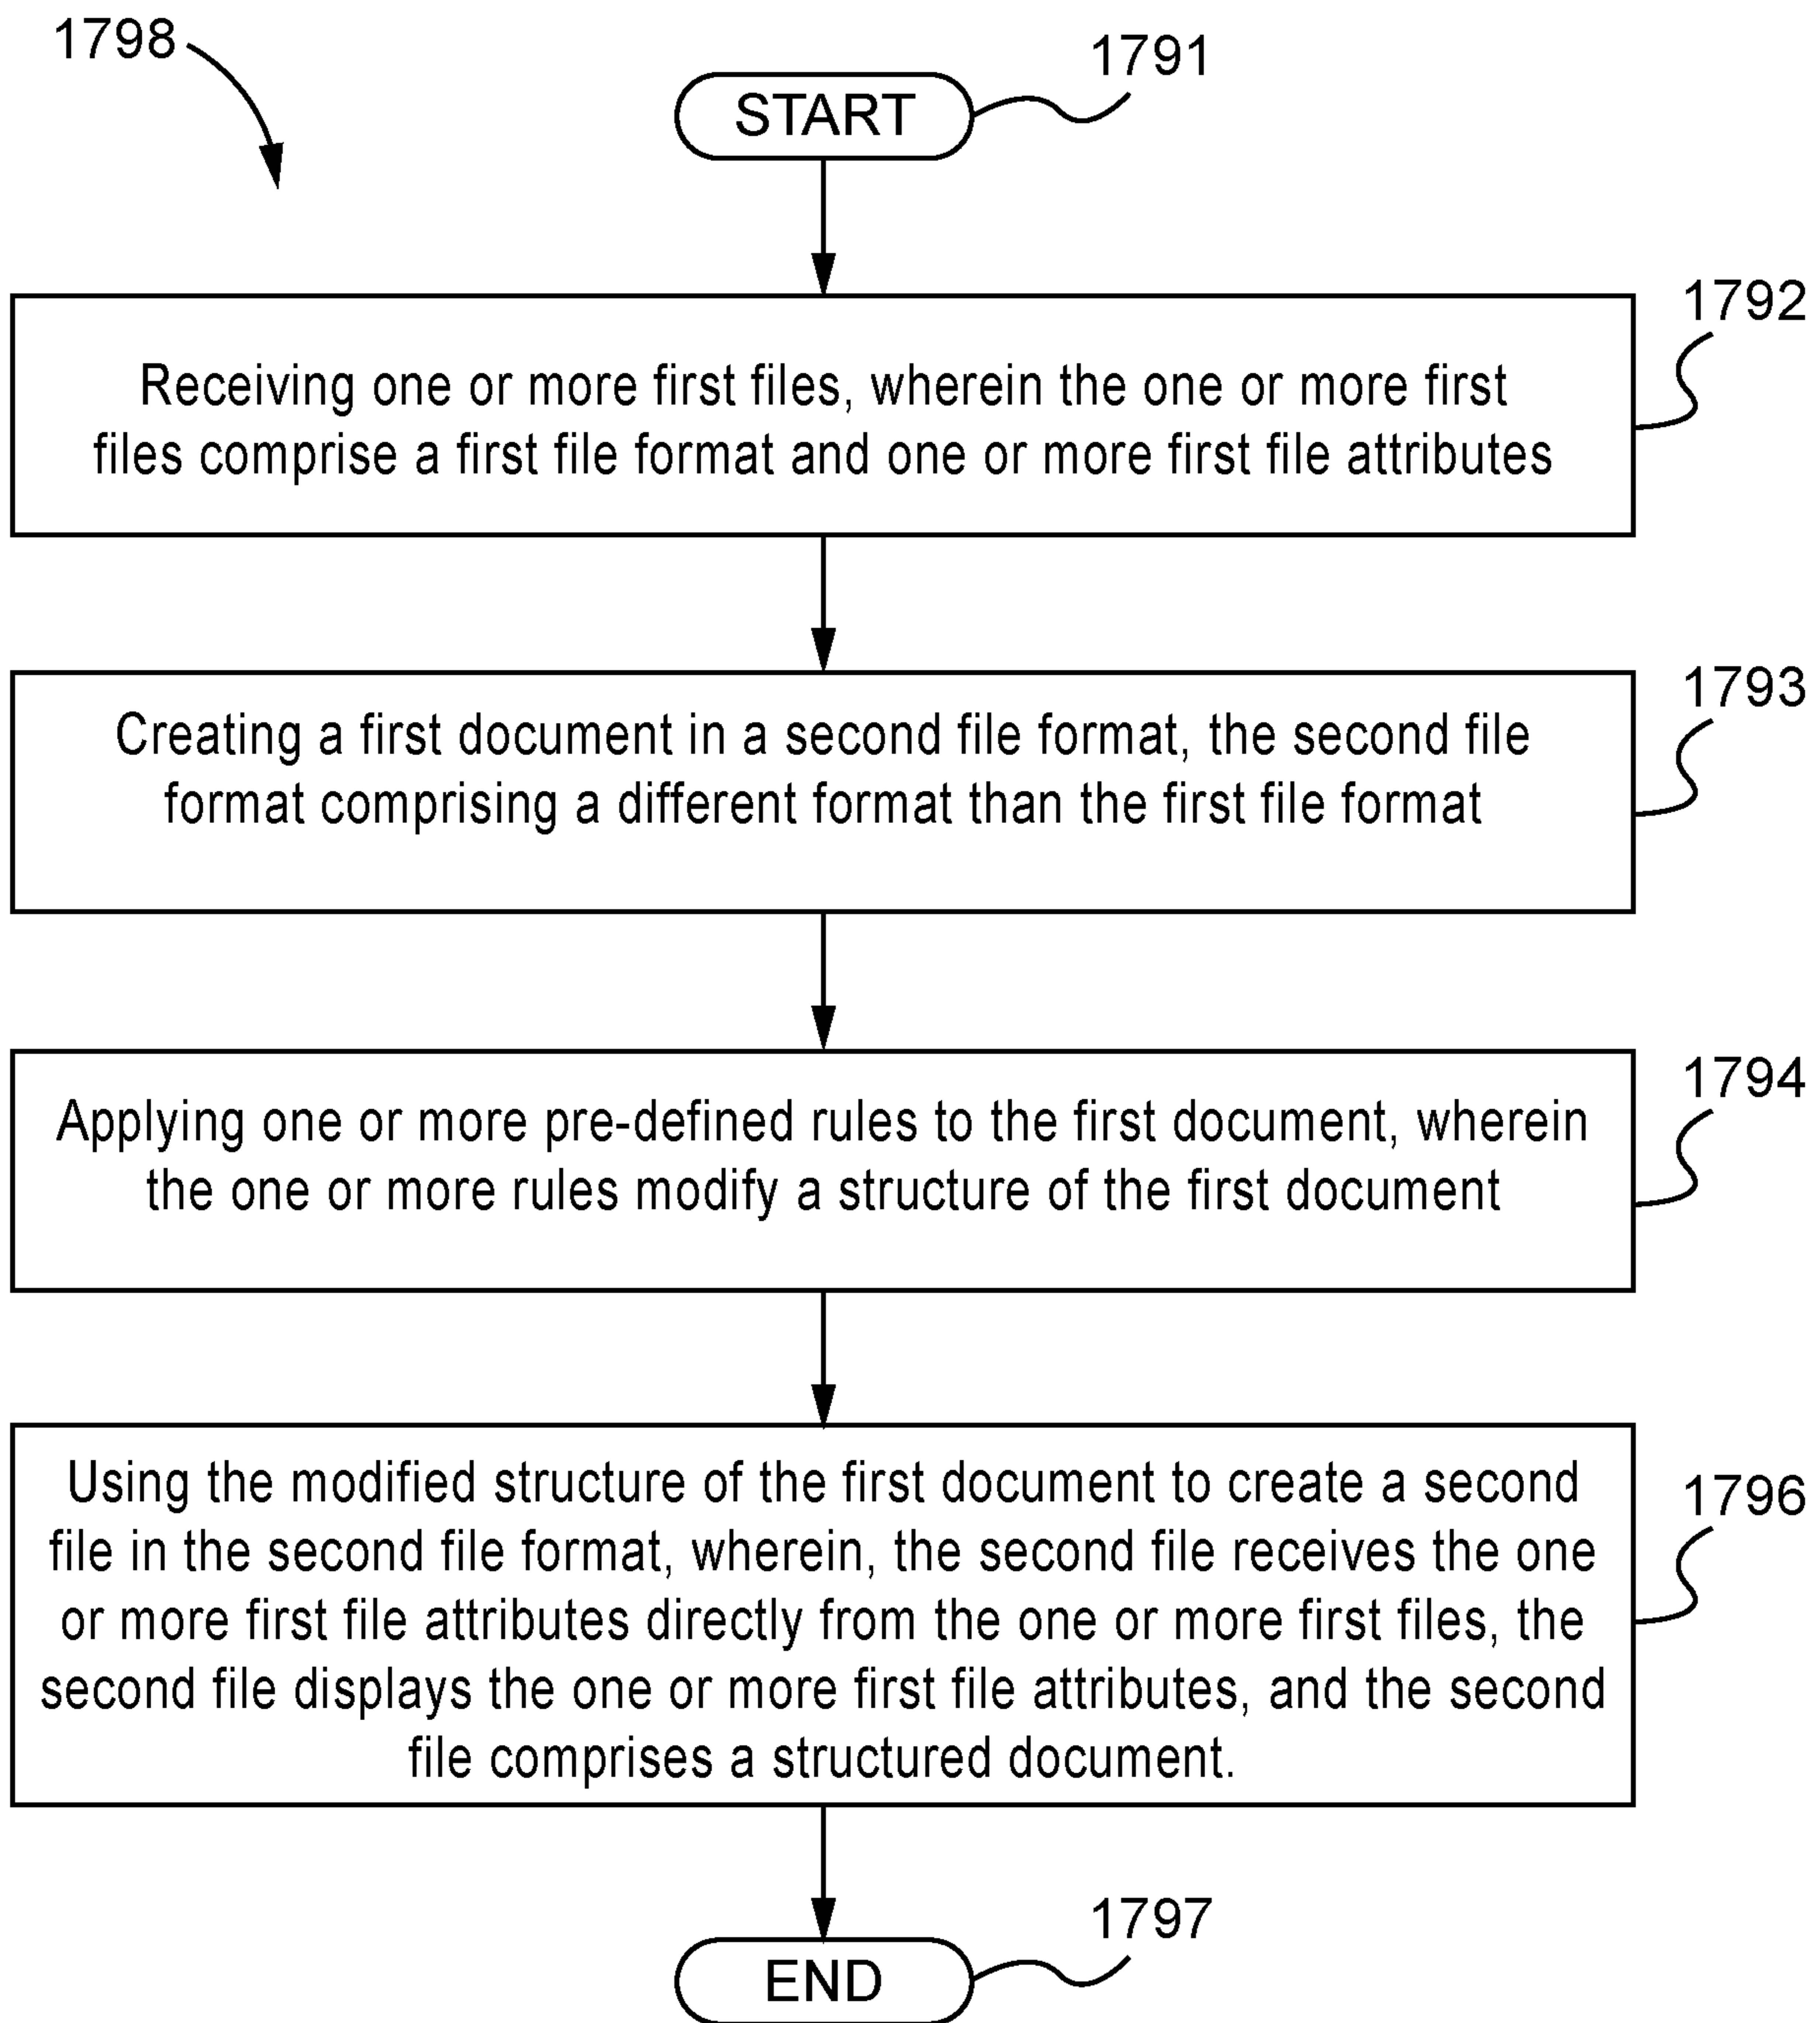 1798
1791
START
1792
Receiving one or more first files, wherein the one or more first
files comprise a first file format and one or more first file attributes
1793
Creating a first document in a second file format, the second file
format comprising a different format than the first file format
1794
Applying one or more pre-defined rules to the first document, wherein
the one or more rules modify a structure of the first document
1796
Using the modified structure of the first document to create a second
file in the second file format, wherein, the second file receives the one
or more first file attributes directly from the one or more first files, the
second file displays the one or more first file attributes, and the second
file comprises a structured document.
1797
END